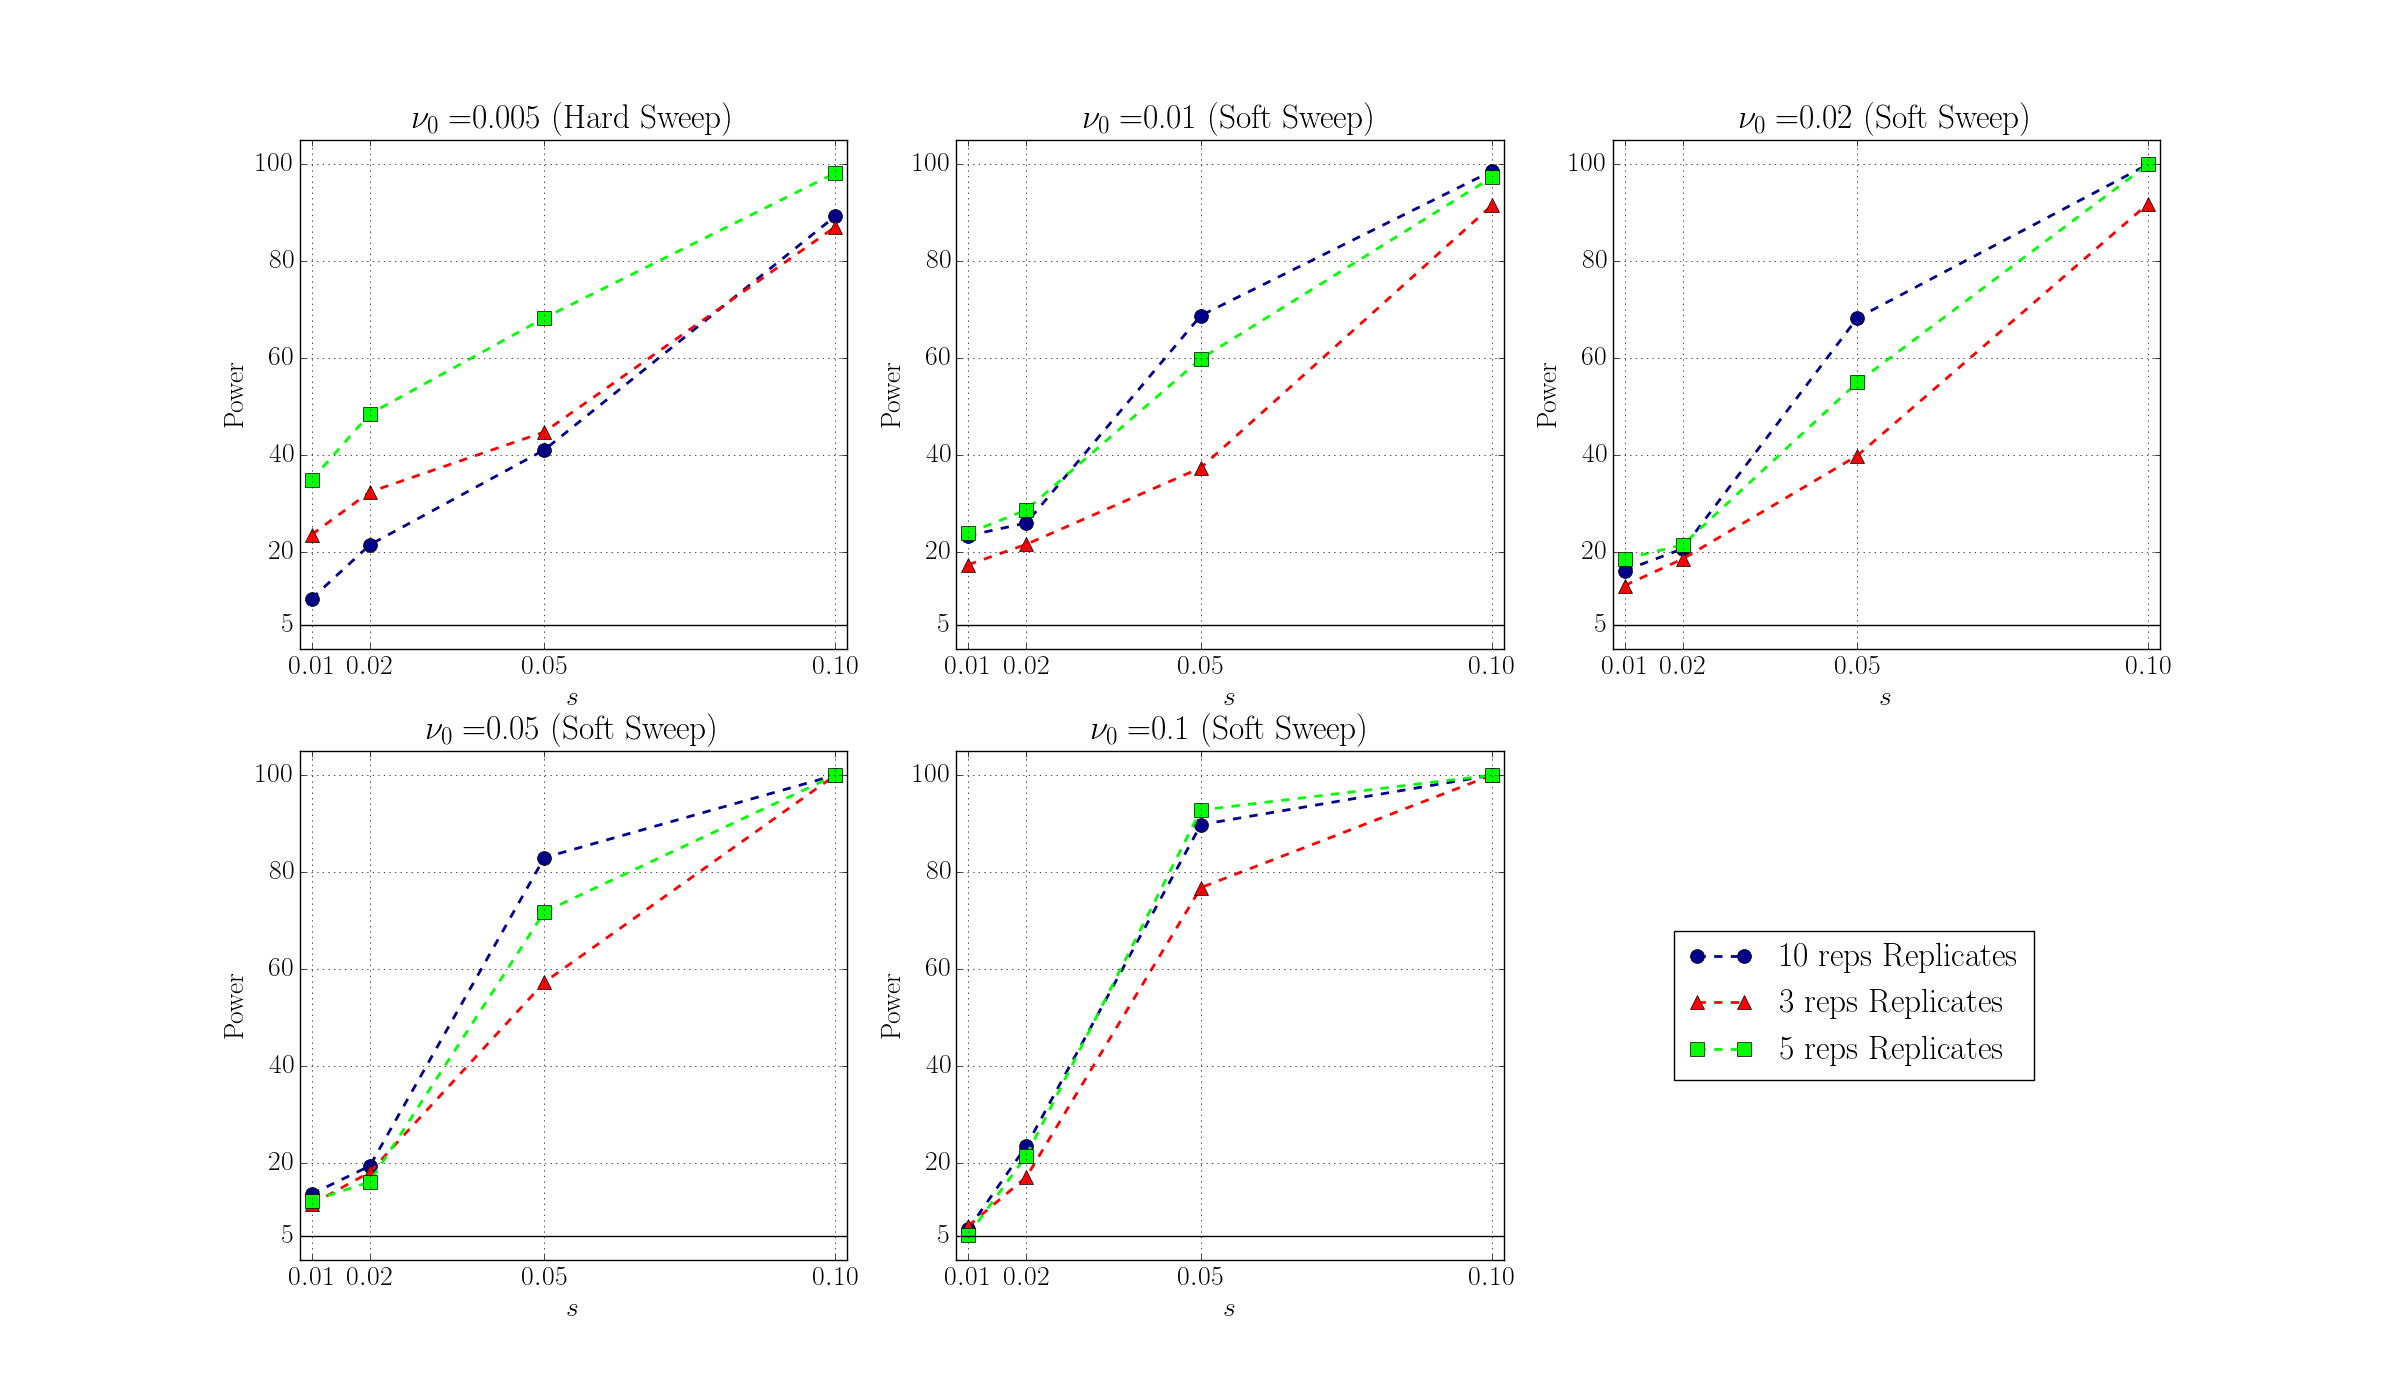 ν0 =0.005 (Hard Sweep)
100
80
60
40
20
5
Power
0.01 0.02 0.05 0.10
s
ν0 =0.01 (Soft Sweep)
100
80
60
40
20
5
Power
0.01 0.02 0.05 0.10
s
ν0 =0.02 (Soft Sweep)
100
80
60
40
20
5
Power
0.01 0.02 0.05 0.10
s
ν0 =0.05 (Soft Sweep)
100
80
60
40
20
5
Power
0.01 0.02 0.05 0.10
s
ν0 =0.1 (Soft Sweep)
100
80
60
40
20
5
Power
0.01 0.02 0.05 0.10
s
10 reps Replicates
3 reps Replicates
5 reps Replicates